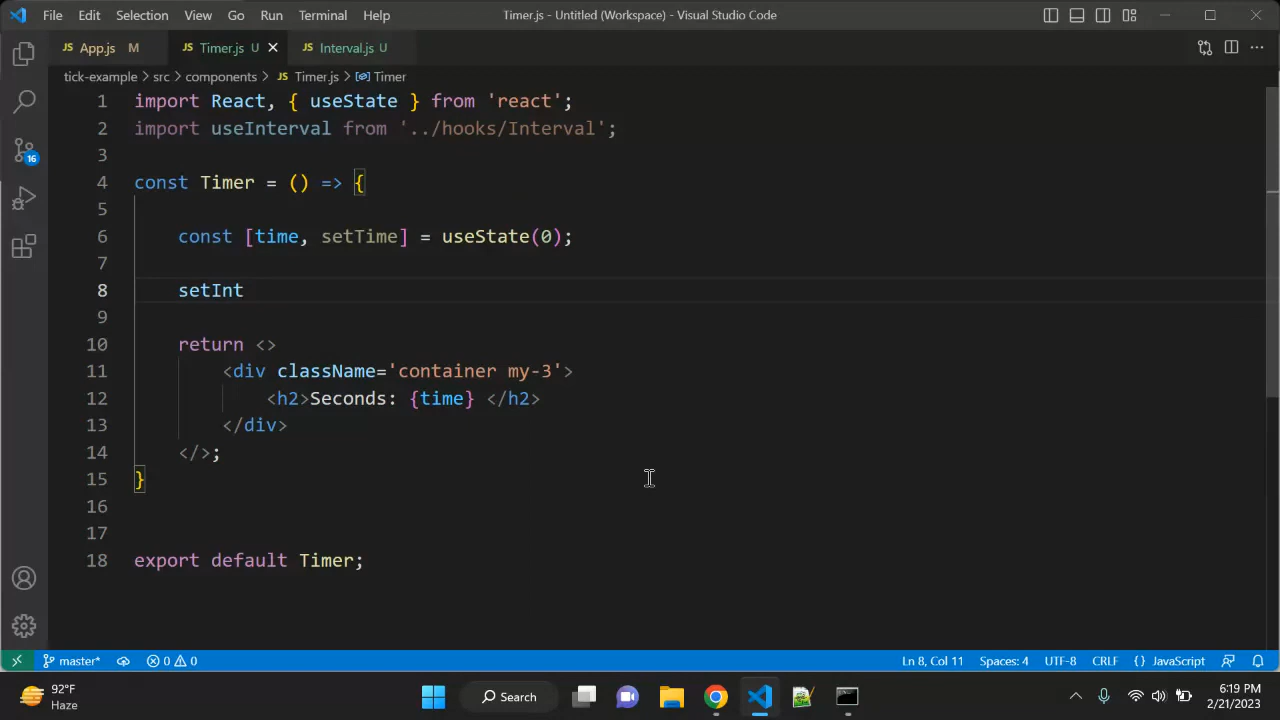 File Edit Selection View Go Run Terminal Help Timer.js - Untitled (Workspace) - Visual Studio Code
JS App.js M JS Timer.js U JS Interval.js U
tick-example > src > components > JS Timer.js > Timer
1 import React, { useState } from 'react';
2 import useInterval from '../hooks/Interval';
3
4 const Timer = () => {
5
6 const [time, setTime] = useState(0);
7
8 setInt
9
10 return <>
11 <div className='container my-3'>
12 <h2>Seconds: {time} </h2>
13 </div>
14 </>;
15 }
16
17
18 export default Timer;
16
master* 0 0 Ln 8, Col 11 Spaces: 4 UTF-8 CRLF {} JavaScript
92°F
Haze
Search
6:19 PM
2/21/2023